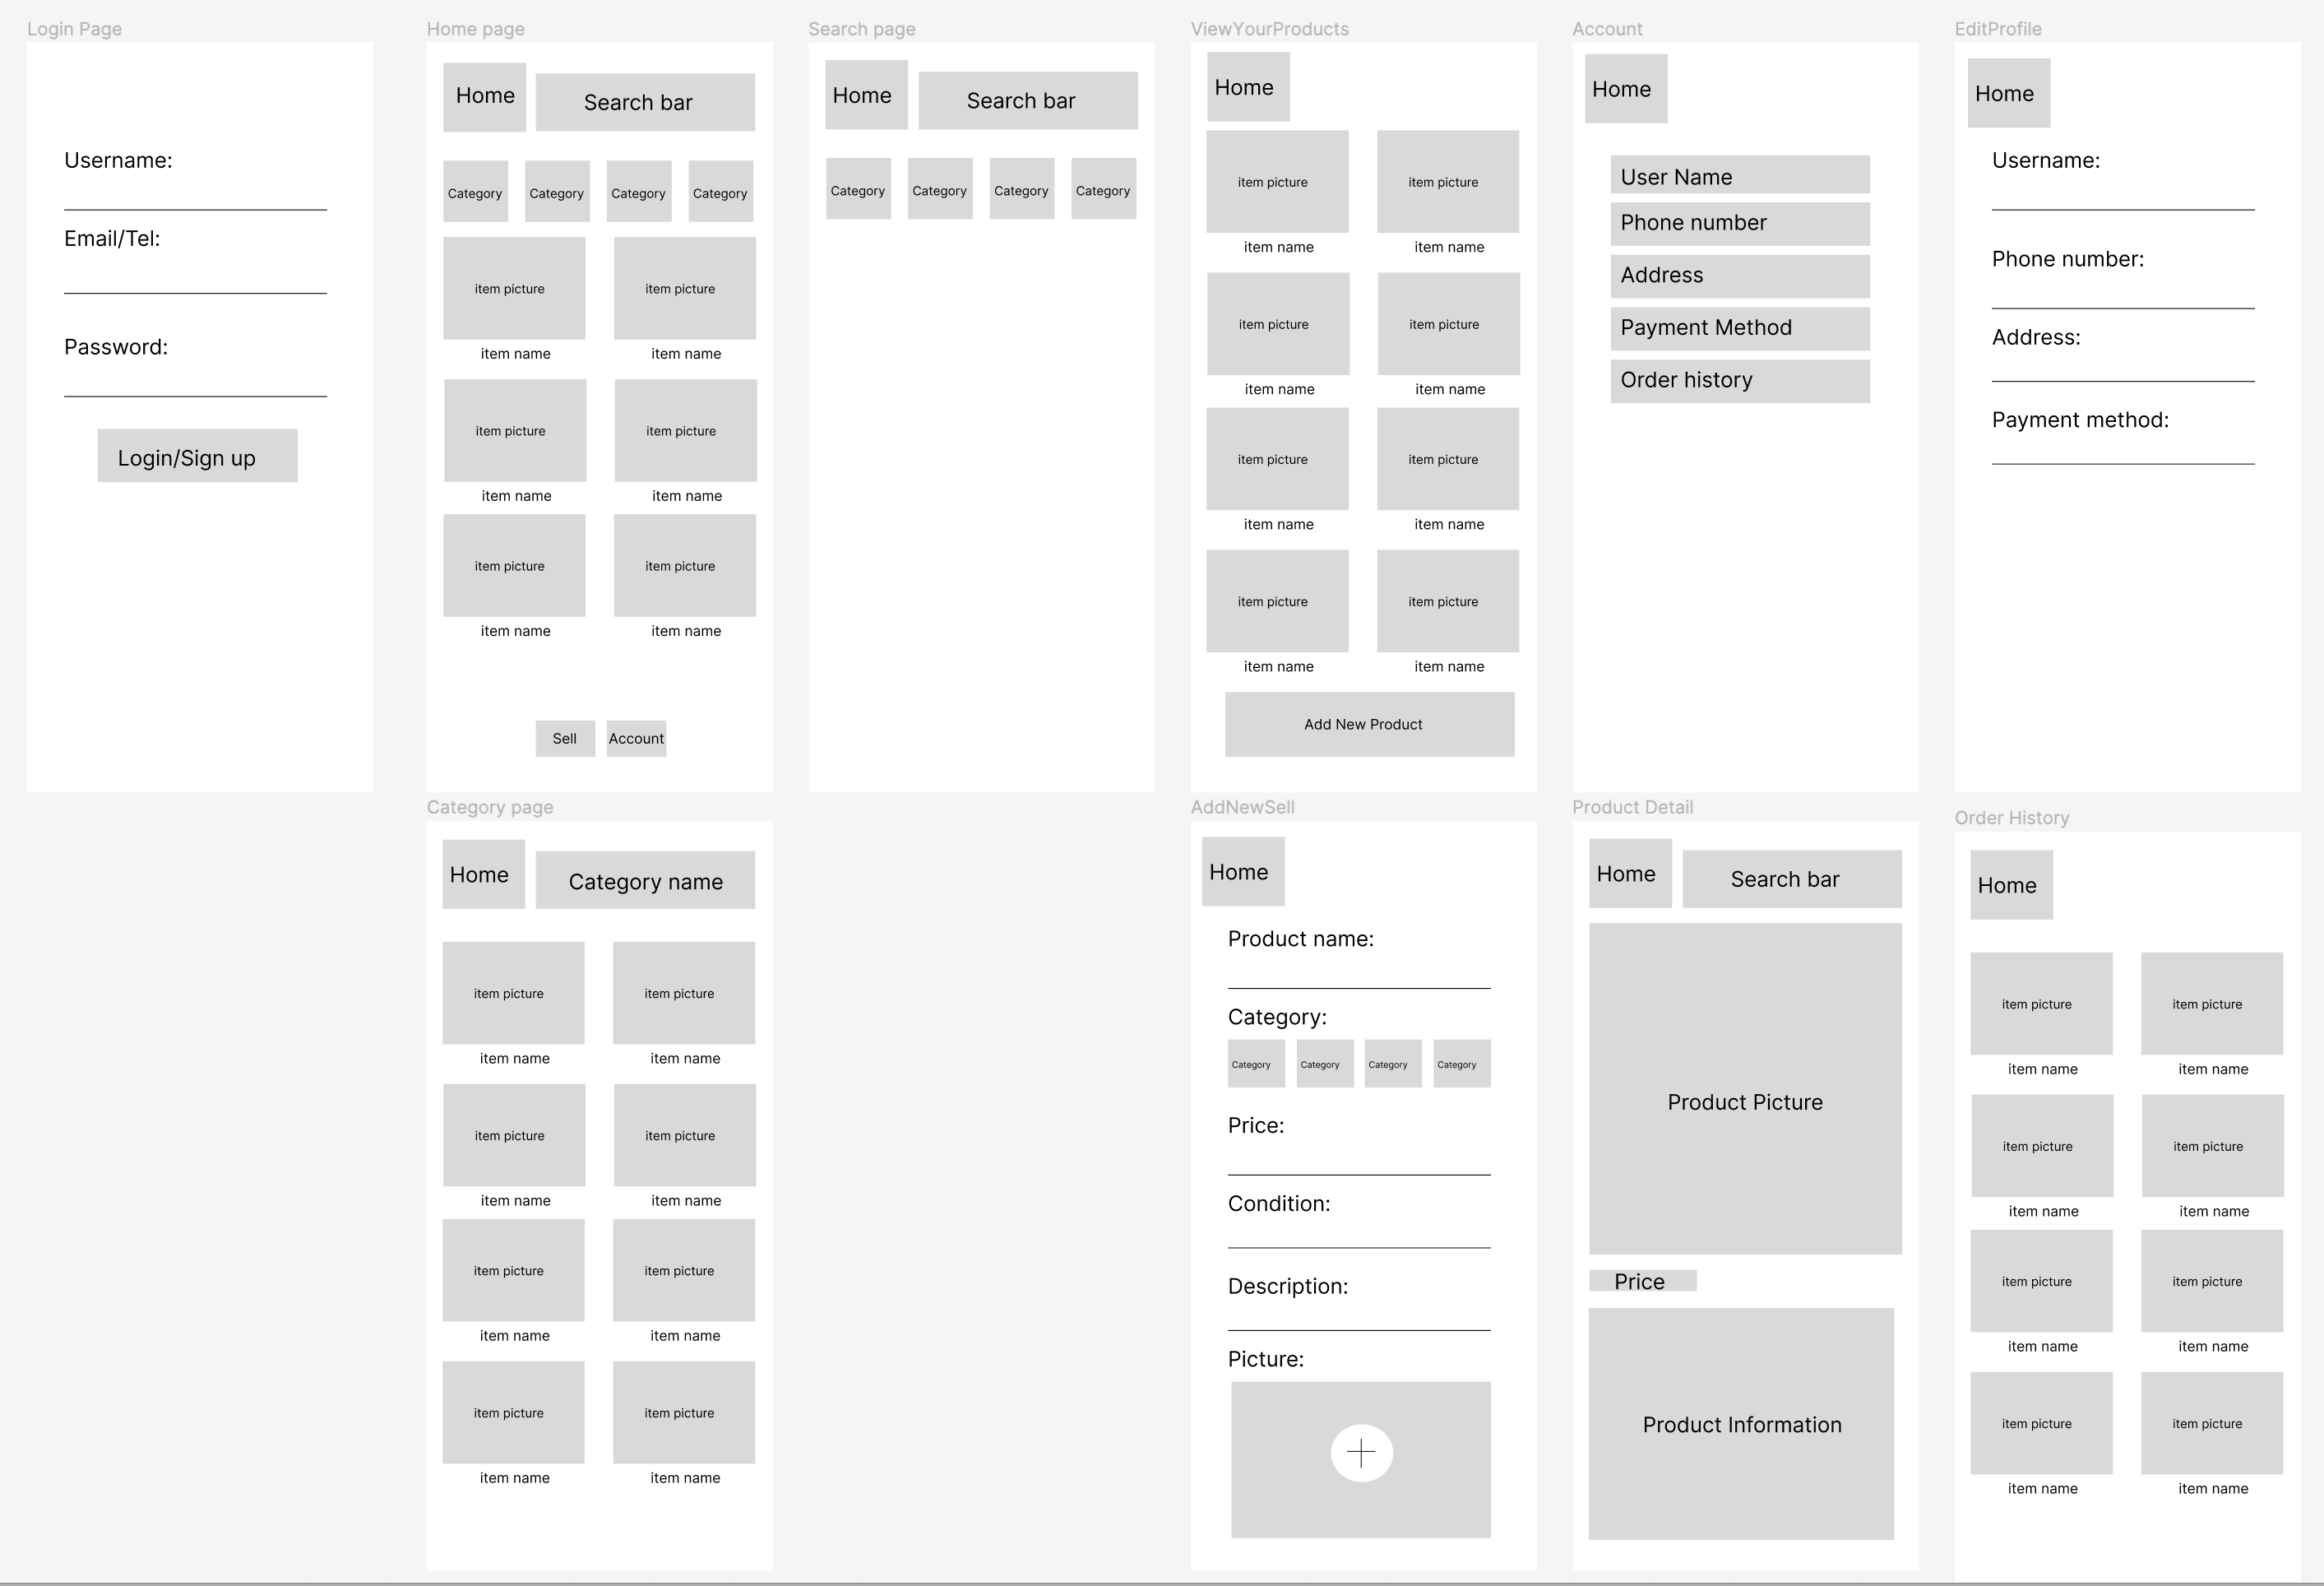 Login Page
Username:
Email/Tel:
Password:
Login/Sign up
Home page
Home
Search bar
Category Category Category Category
item picture item picture
item name item name
item picture item picture
item name item name
item picture item picture
item name item name
Sell Account
Search page
Home
Search bar
Category Category Category Category
ViewYourProducts
Home
item picture item picture
item name item name
item picture item picture
item name item name
item picture item picture
item name item name
item picture item picture
item name item name
Add New Product
Account
Home
User Name
Phone number
Address
Payment Method
Order history
EditProfile
Home
Username:
Phone number:
Address:
Payment method:
Category page
Home
Category name
item picture item picture
item name item name
item picture item picture
item name item name
item picture item picture
item name item name
item picture item picture
item name item name
AddNewSell
Home
Product name:
Category:
Category Category Category Category
Price:
Condition:
Description:
Picture:
Product Detail
Home
Search bar
Product Picture
Price
Product Information
Order History
Home
item picture item picture
item name item name
item picture item picture
item name item name
item picture item picture
item name item name
item picture item picture
item name item name